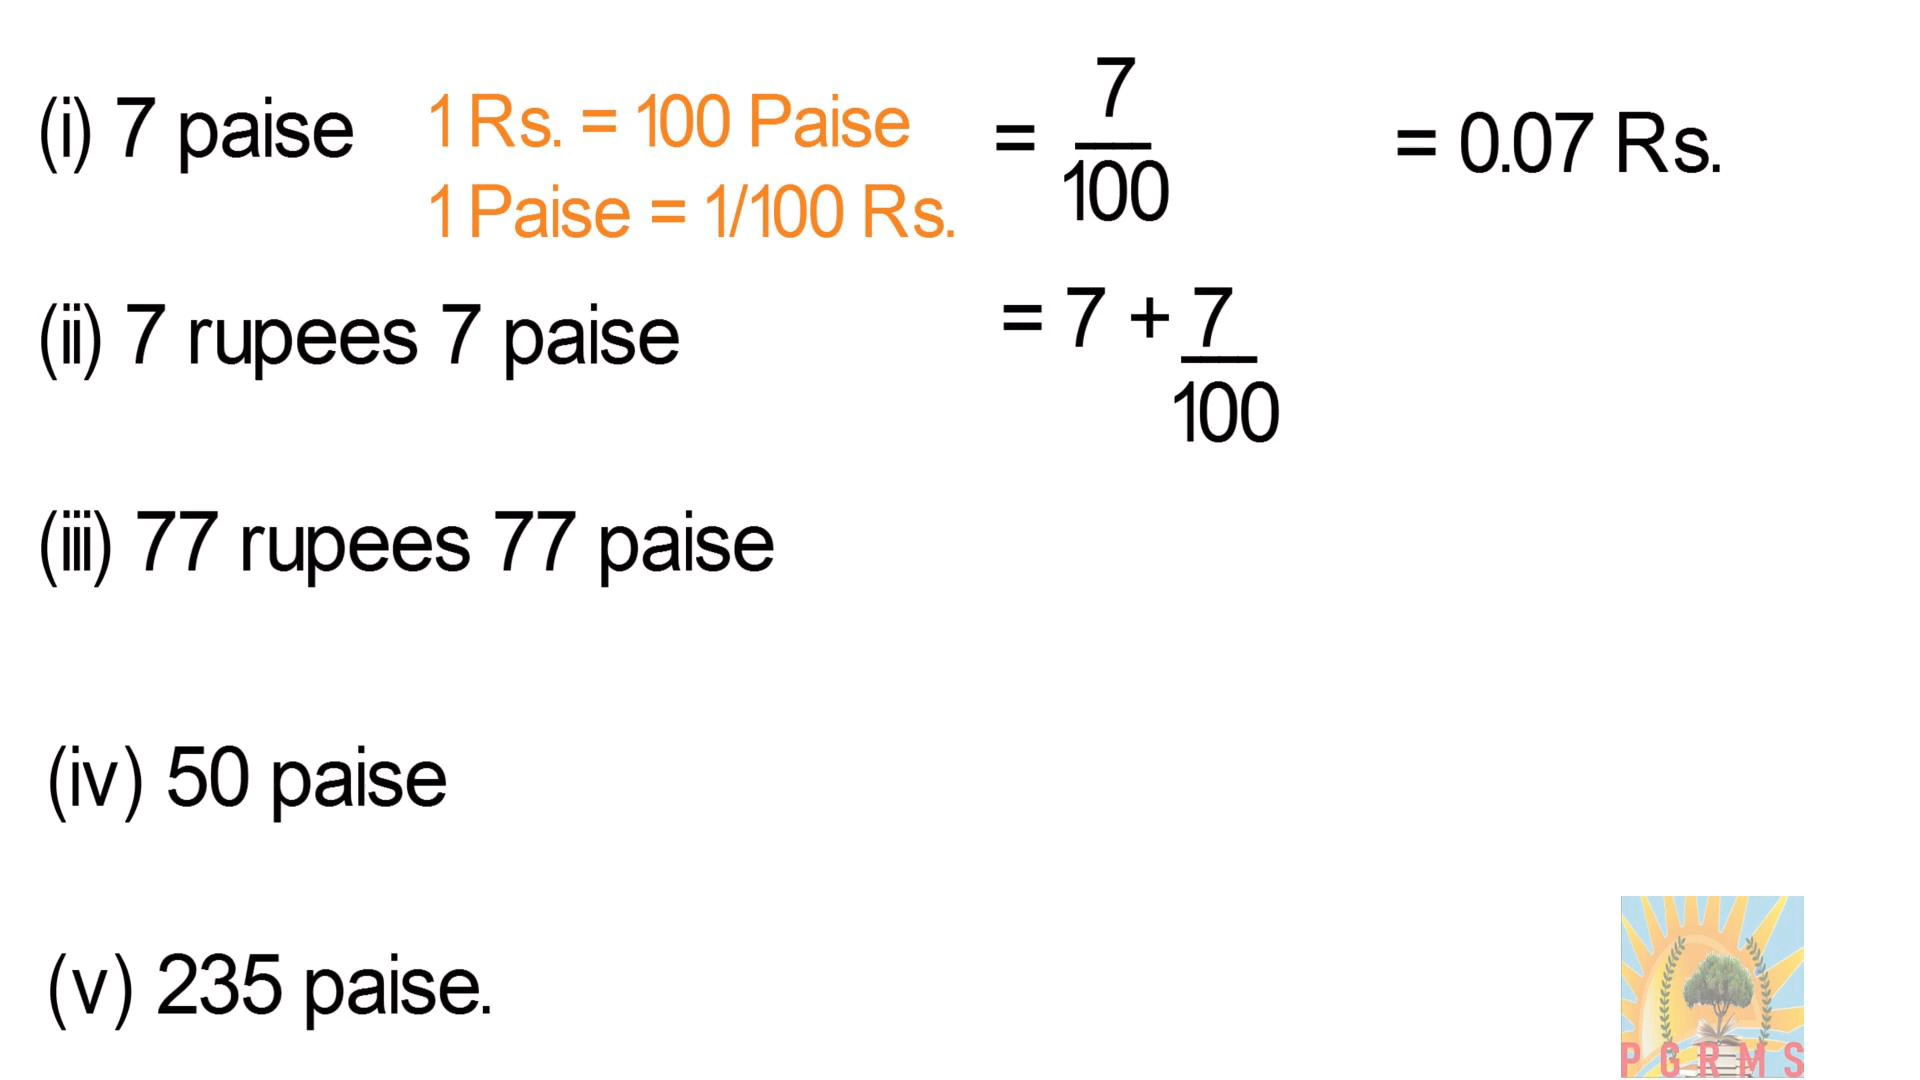 (i) 7 paise 1 Rs. = 100 Paise = 7/100 = 0.07 Rs.
1 Paise = 1/100 Rs.
(ii) 7 rupees 7 paise = 7 + 7/100
(iii) 77 rupees 77 paise
(iv) 50 paise
(v) 235 paise.
P G R M S